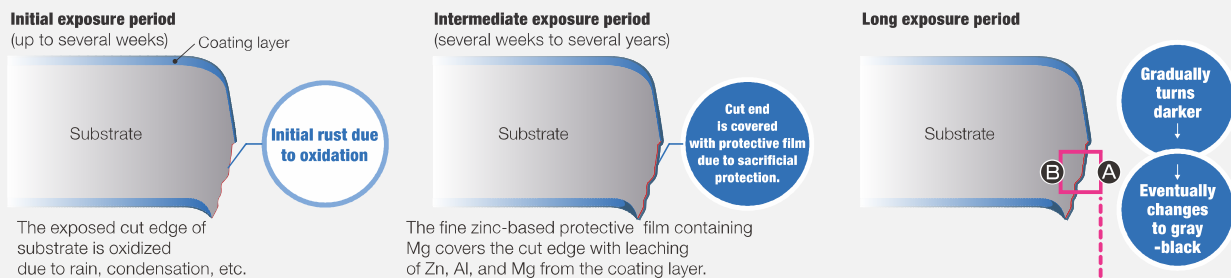 Initial exposure period
(up to several weeks)
Coating layer
Substrate
Initial rust due
to oxidation
The exposed cut edge of
substrate is oxidized
due to rain, condensation, etc.
Intermediate exposure period
(several weeks to several years)
Substrate
Cut end
is covered
with protective film
due to sacrificial
protection.
The fine zinc-based protective film containing
Mg covers the cut edge with leaching
of Zn, Al, and Mg from the coating layer.
Long exposure period
Substrate
B
A
Gradually
turns
darker
↓
↓
Eventually
changes
to gray
-black